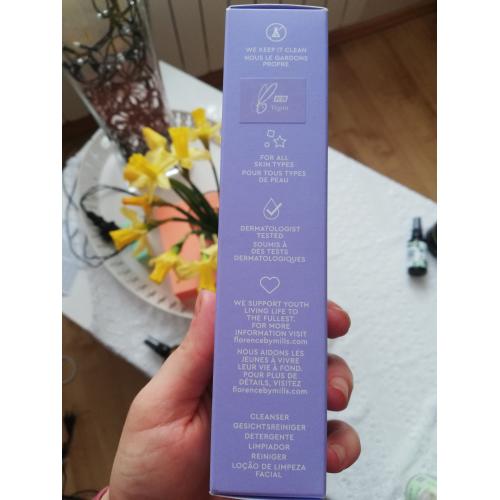 WE KEEP IT CLEAN
NOUS LE GARDONS
PROPRE
Vegan
FOR ALL
SKIN TYPES
POUR TOUS TYPES
DE PEAU
DERMATOLOGIST
TESTED
SOUMIS À
DES TESTS
DERMATOLOGIQUES
WE SUPPORT YOUTH
LIVING LIFE TO
THE FULLEST.
FOR MORE
INFORMATION VISIT
florencebymills.com
NOUS AIDONS LES
JEUNES À VIVRE
LEUR VIE À FOND.
POUR PLUS DE
DÉTAILS, VISITEZ
florencebymills.com
CLEANSER
GESICHTSREINIGER
DETERGENTE
LIMPIADOR
REINIGER
LOÇÃO DE LIMPEZA
FACIAL